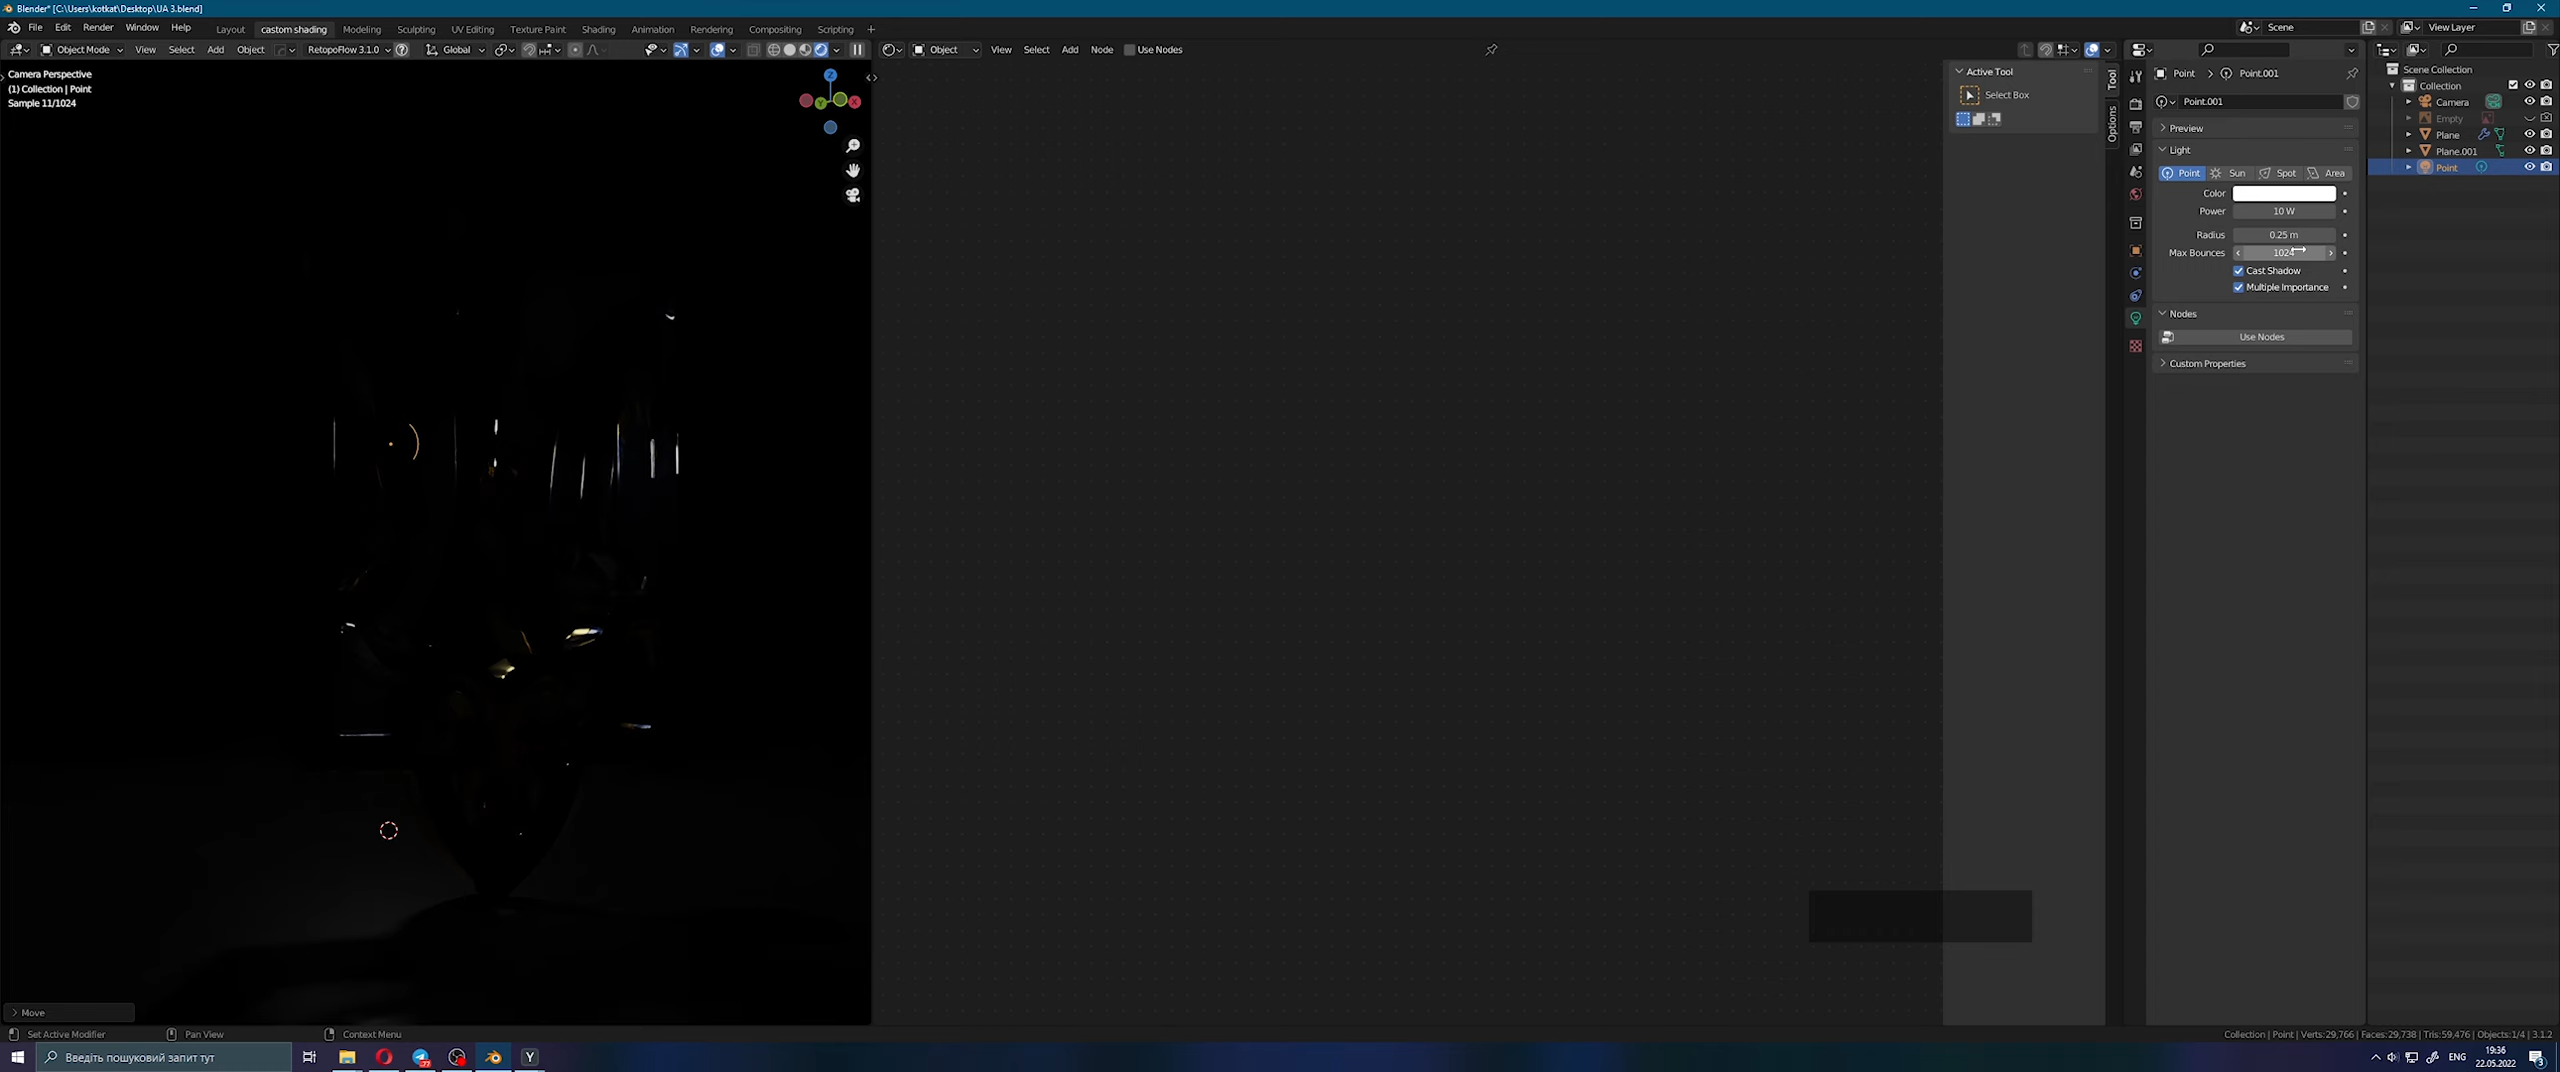 Blender* [C:\Users\kotkat\Desktop\UA 3.blend]
File Edit Render Window Help Layout castom shading Modeling Sculpting UV Editing Texture Paint Shading Animation Rendering Compositing Scripting + Scene View Layer
Object Mode View Select Add Object RetopoFlow 3.1.0 ? Global Object View Select Add Node Use Nodes
Camera Perspective
(1) Collection | Point
Sample 11/1024
Z
Y
X
Active Tool
Select Box
Tool
Options
Point > Point.001
Point.001
Preview
Light
Point Sun Spot Area
Color
Power 10 W
Radius 0.25 m
Max Bounces 1024
Cast Shadow
Multiple Importance
Nodes
Use Nodes
Custom Properties
Scene Collection
Collection
Camera
Empty
Plane
Plane.001
Point
Move
Set Active Modifier Pan View Context Menu Collection | Point | Verts:29,766 | Faces:29,738 | Tris:59,476 | Objects:1/4 | 3.1.2
Введіть пошуковий запит тут
Y
ENG
19:36
22.05.2022
3